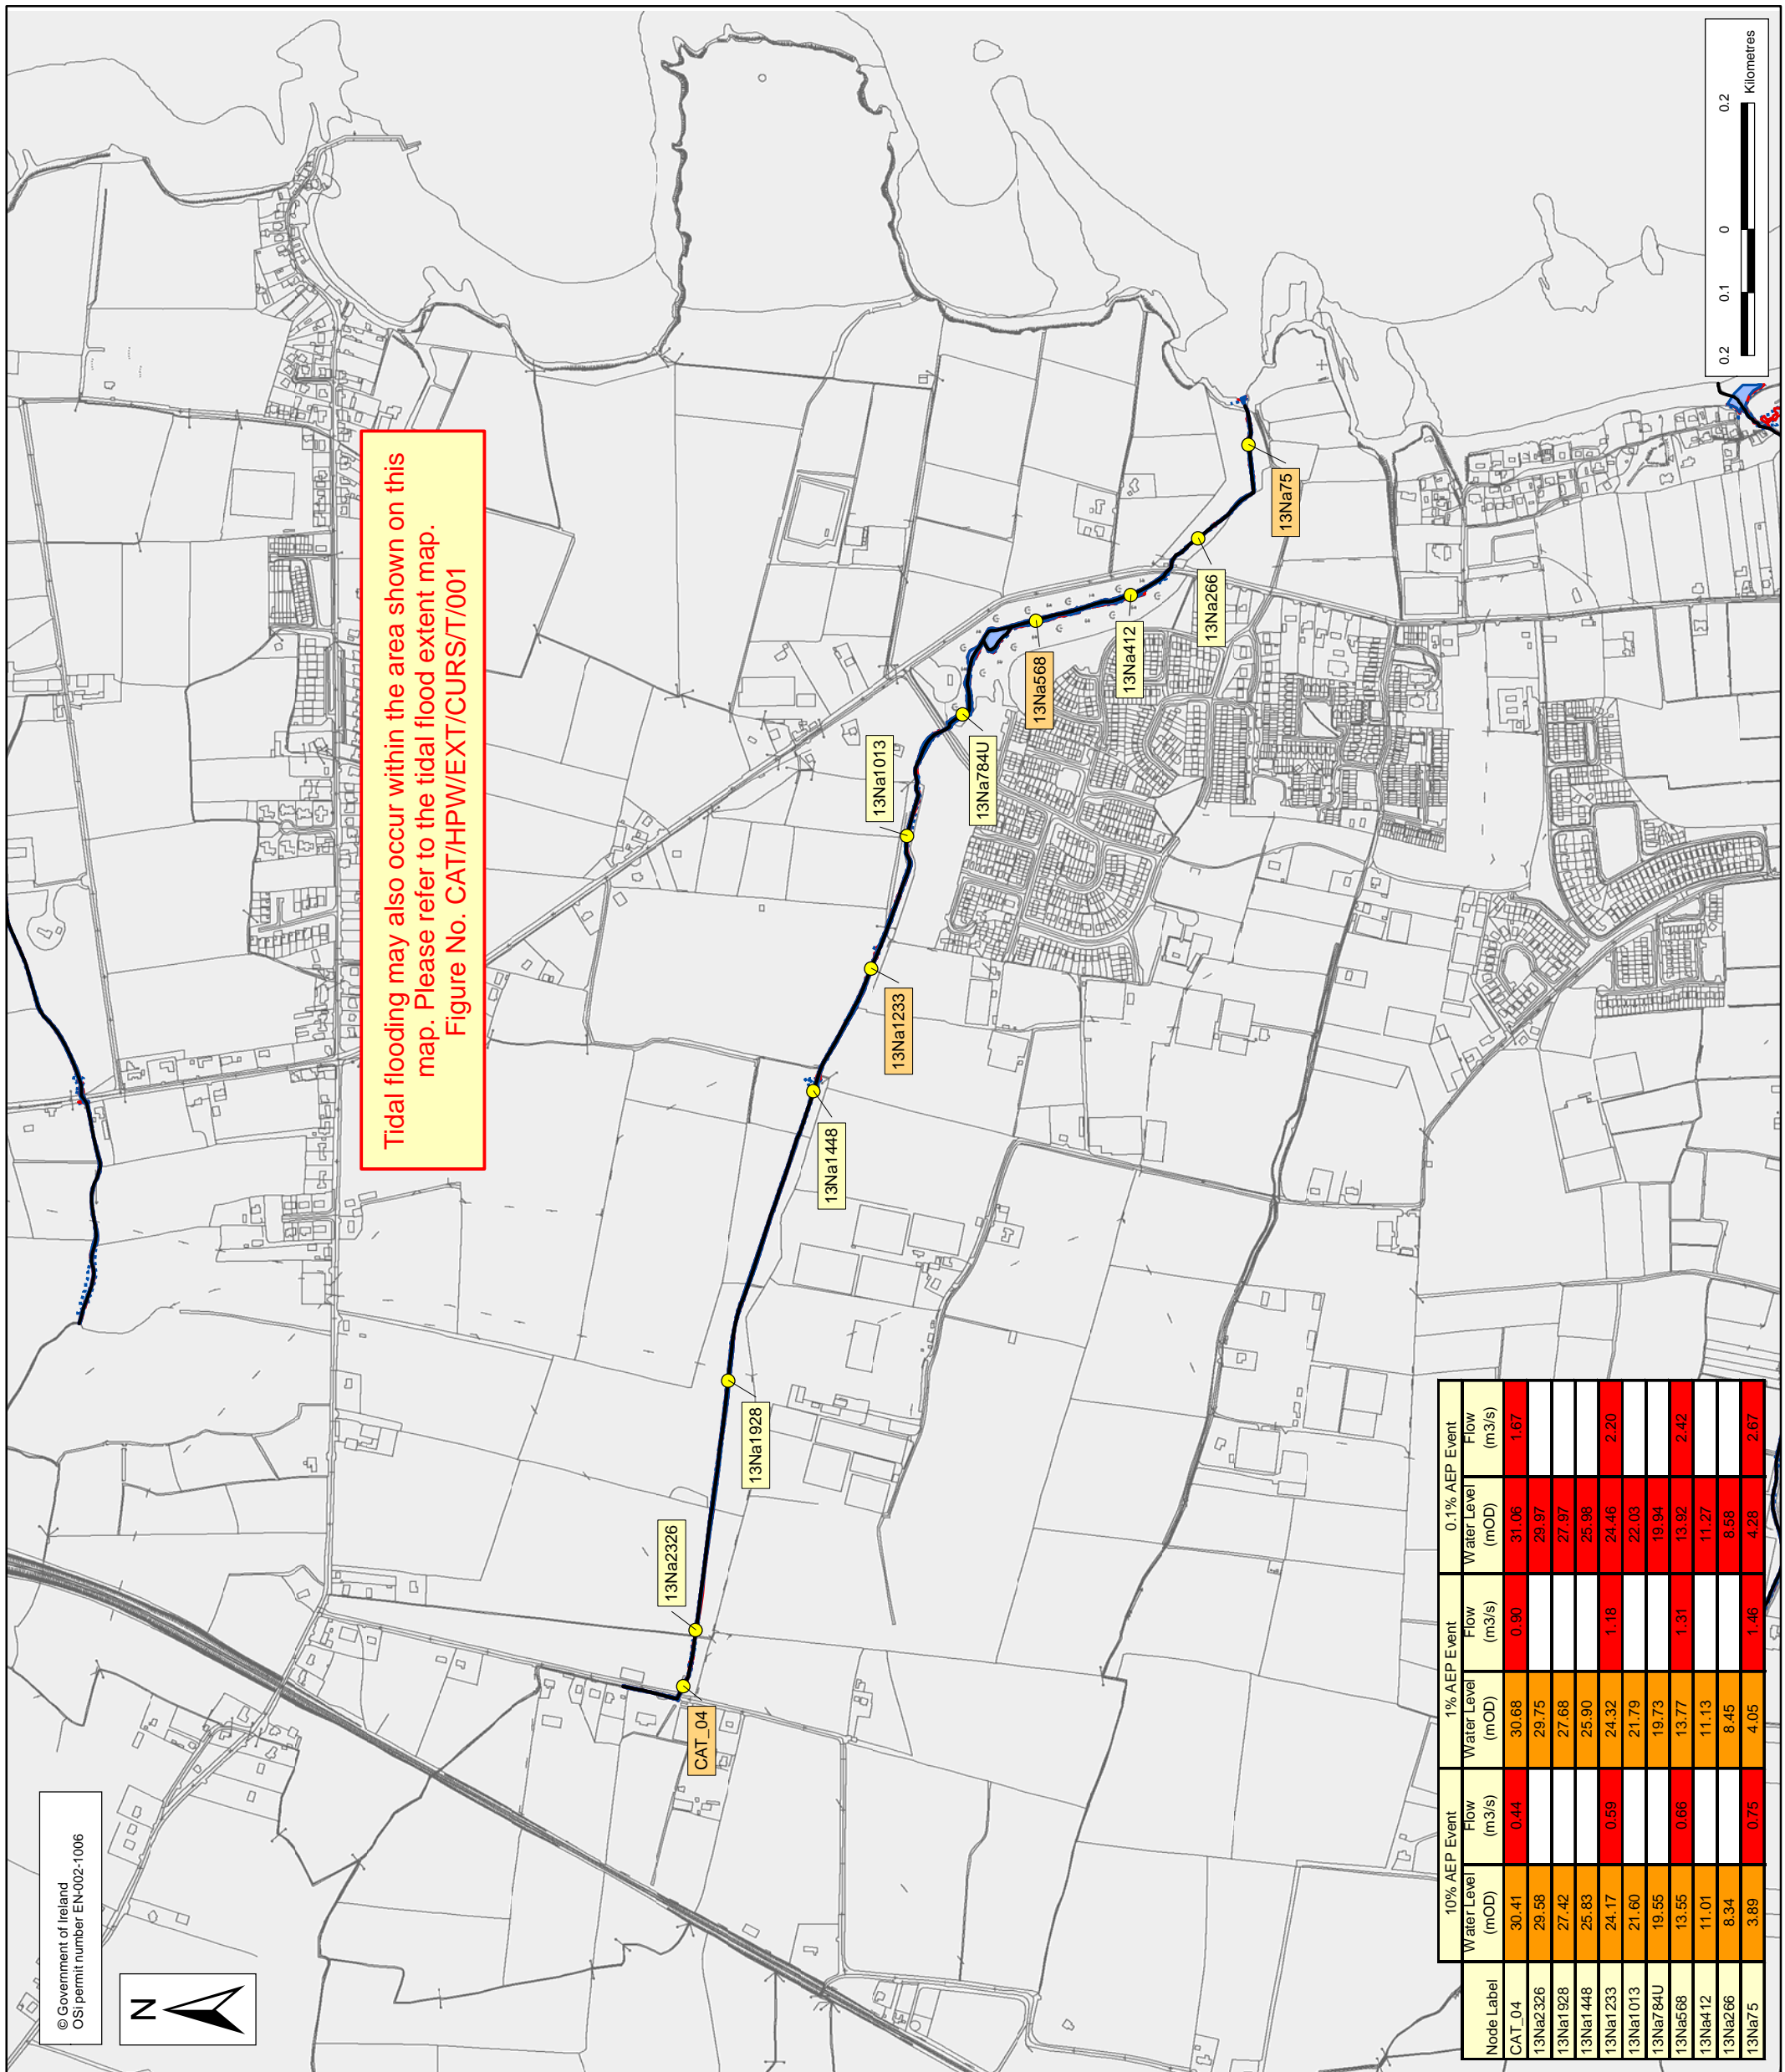 © Government of Ireland
OSi permit number EN-002-1006
N
Tidal flooding may also occur within the area shown on this
map. Please refer to the tidal flood extent map.
Figure No. CAT/HPW/EXT/CURS/T/001
CAT_04
13Na2326
13Na1928
13Na1448
13Na1233
13Na1013
13Na784U
13Na568
13Na412
13Na266
13Na75
0.2 0.1 0 0.2
Kilometres
10% AEP Event 1% AEP Event 0.1% AEP Event
Node Label Water Level (mOD) Flow (m3/s) Water Level (mOD) Flow (m3/s) Water Level (mOD) Flow (m3/s)
CAT_04 30.41 0.44 30.68 0.90 31.06 1.67
13Na2326 29.58 29.75 29.97
13Na1928 27.42 27.68 27.97
13Na1448 25.83 25.90 25.98
13Na1233 24.17 0.59 24.32 1.18 24.46 2.20
13Na1013 21.60 21.79 22.03
13Na784U 19.55 19.73 19.94
13Na568 13.55 0.66 13.77 1.31 13.92 2.42
13Na412 11.01 11.13 11.27
13Na266 8.34 8.45 8.58
13Na75 3.89 0.75 4.05 1.46 4.28 2.67